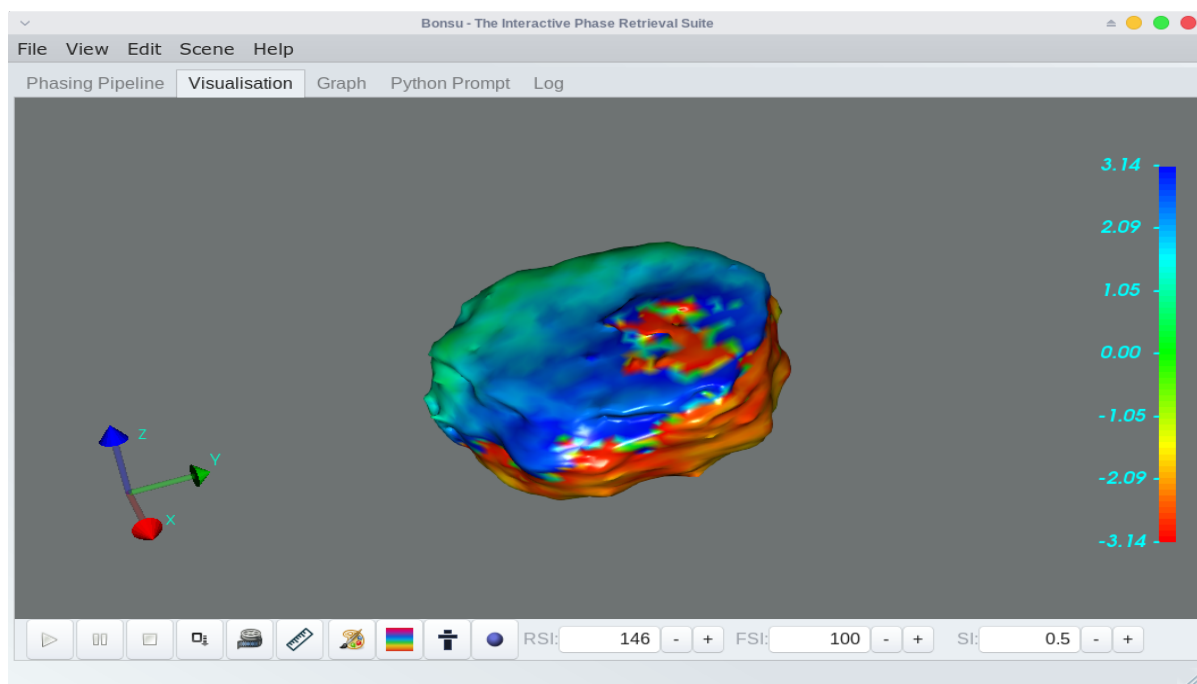 Bonsu - The Interactive Phase Retrieval Suite
File View Edit Scene Help
Phasing Pipeline Visualisation Graph Python Prompt Log
3.14
2.09
1.05
0.00
-1.05
-2.09
-3.14
Z
Y
X
RSI: 146 - + FSI: 100 - + SI: 0.5 - +